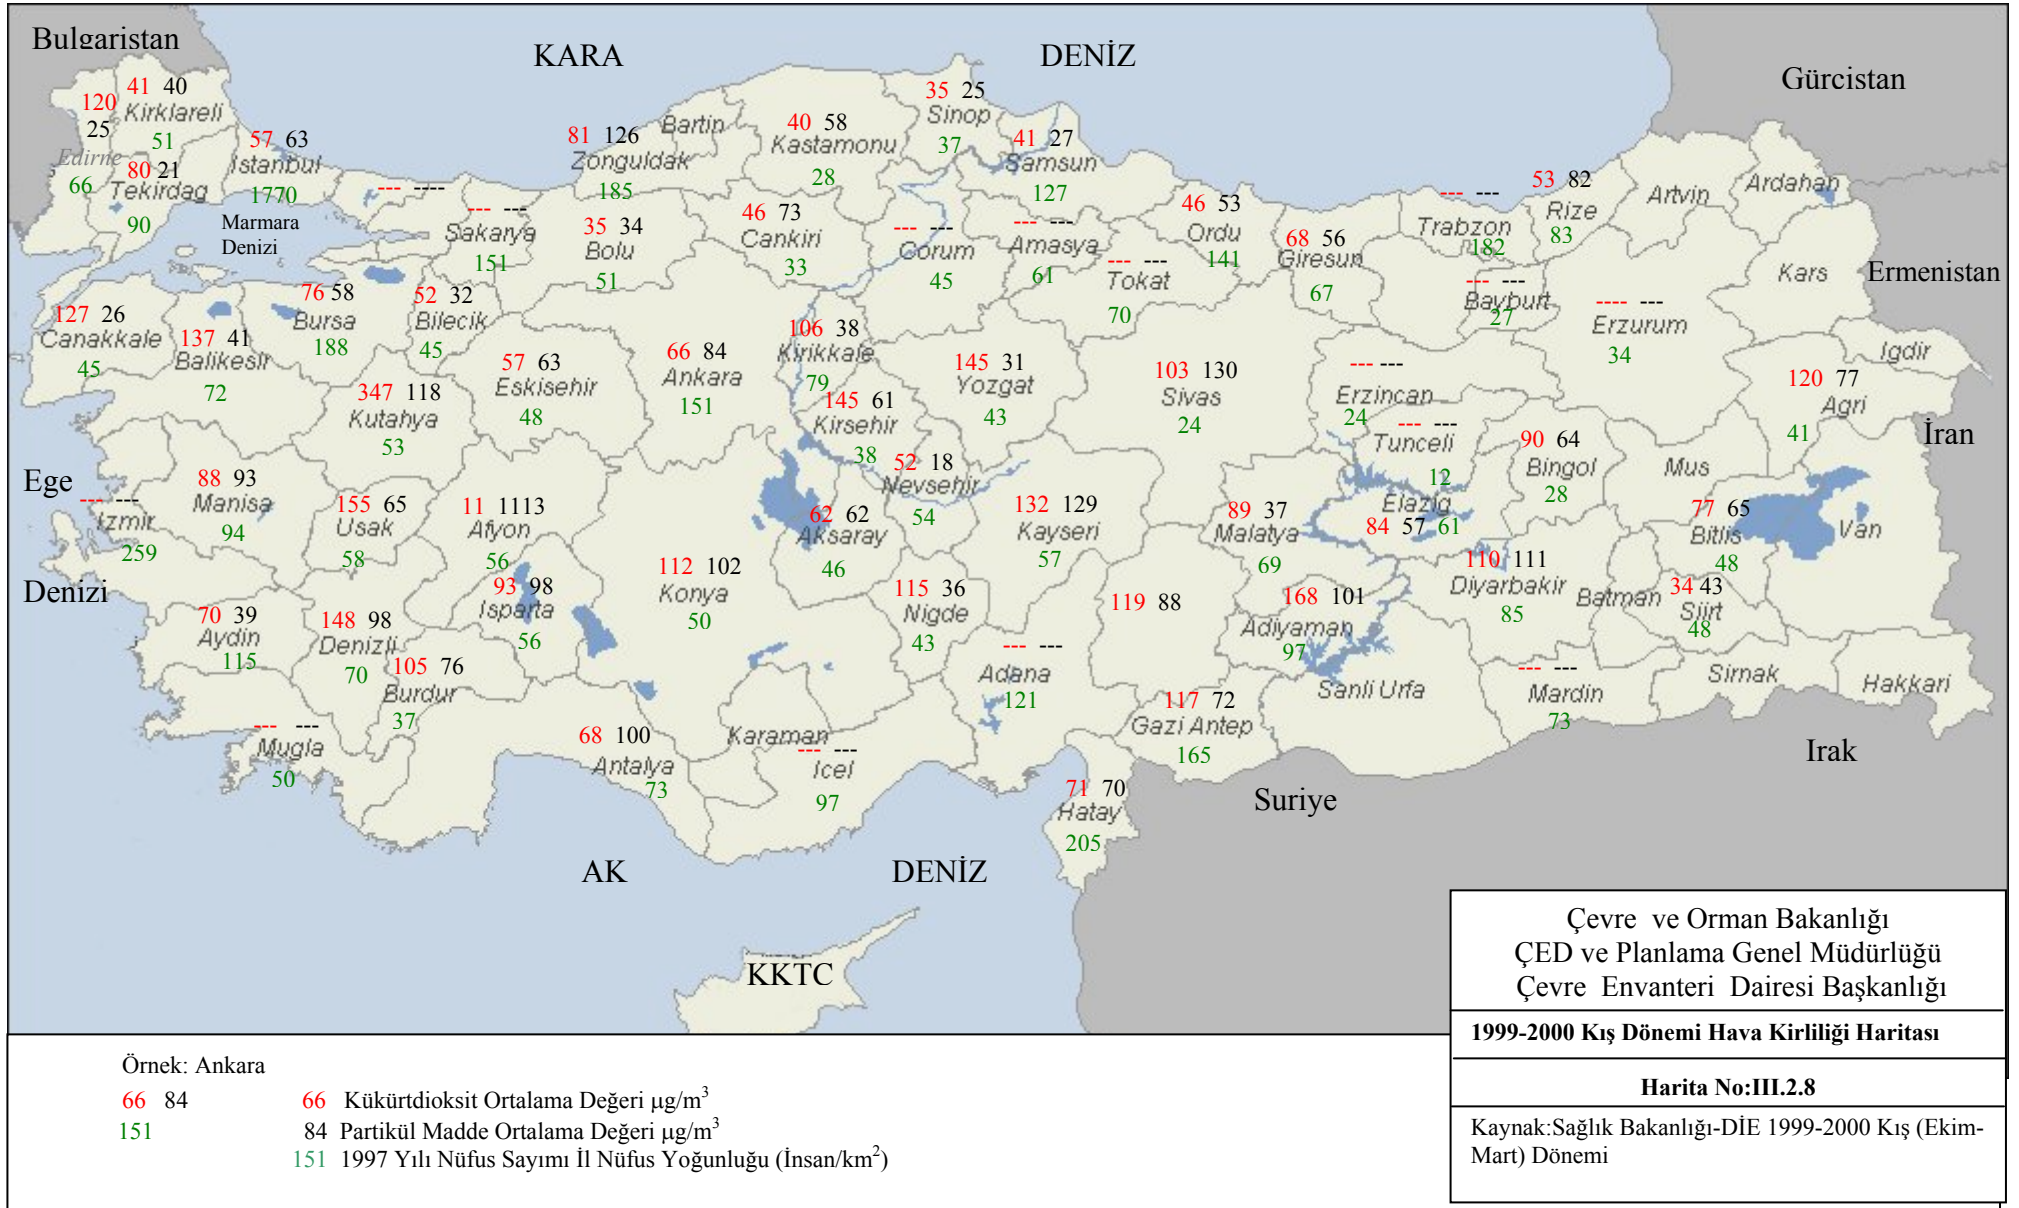 Bulgaristan
KARA
DENİZ
Gürcistan
41 40
Kirklareli
51
120
25
Edirne
66
80 21
Tekirdag
90
57 63
Istanbul
1770
Marmara
Denizi
--- ----
81 126
Zonguldak
185
Bartin
40 58
Kastamonu
28
35 25
Sinop
37
41 27
Samsun
127
--- ---
Sakarya
151
35 34
Bolu
51
46 73
Cankiri
33
--- ---
Corum
45
--- ---
Amasya
61
--- ---
Tokat
70
46 53
Ordu
141
68 56
Giresun
67
--- ---
Trabzon
182
53 82
Rize
83
Artvin
Ardahan
Kars
Ermenistan
--- ---
Bayburt
27
---- ---
Erzurum
34
Igdir
120 77
Agri
41
İran
127 26
Canakkale
45
137 41
Balikesir
72
76 58
Bursa
188
52 32
Bilecik
45
347 118
Kutahya
53
57 63
Eskisehir
48
66 84
Ankara
151
106 38
Kirikkale
79
145 61
Kirsehir
38
145 31
Yozgat
43
103 130
Sivas
24
--- ---
Erzincan
24
--- ---
Tunceli
12
90 64
Bingol
28
Mus
Ege
Denizi
--- ---
Izmir
259
88 93
Manisa
94
155 65
Usak
58
11 1113
Afyon
56
93 98
Isparta
56
112 102
Konya
50
62 62
Aksaray
46
52 18
Nevsehir
54
132 129
Kayseri
57
89 37
Malatya
69
Elazig
84 57 61
110 111
Diyarbakir
85
77 65
Bitlis
48
Van
Batman
34 43
Siirt
48
70 39
Aydin
115
148 98
Denizli
70
105 76
Burdur
37
115 36
Nigde
43
119 88
168 101
Adiyaman
97
--- ---
Adana
121
Sanli Urfa
--- ---
Mardin
73
Sirnak
Hakkari
--- ---
Mugla
50
68 100
Antalya
73
Karaman
--- ---
Icel
97
117 72
Gazi Antep
165
71 70
Hatay
205
Suriye
Irak
AK
DENİZ
KKTC
Çevre ve Orman Bakanlığı
ÇED ve Planlama Genel Müdürlüğü
Çevre Envanteri Dairesi Başkanlığı
1999-2000 Kış Dönemi Hava Kirliliği Haritası
Harita No:III.2.8
Kaynak:Sağlık Bakanlığı-DİE 1999-2000 Kış (Ekim-
Mart) Dönemi
Örnek: Ankara
66 84
151
66 Kükürtdioksit Ortalama Değeri µg/m³
84 Partikül Madde Ortalama Değeri µg/m³
151 1997 Yılı Nüfus Sayımı İl Nüfus Yoğunluğu (İnsan/km²)